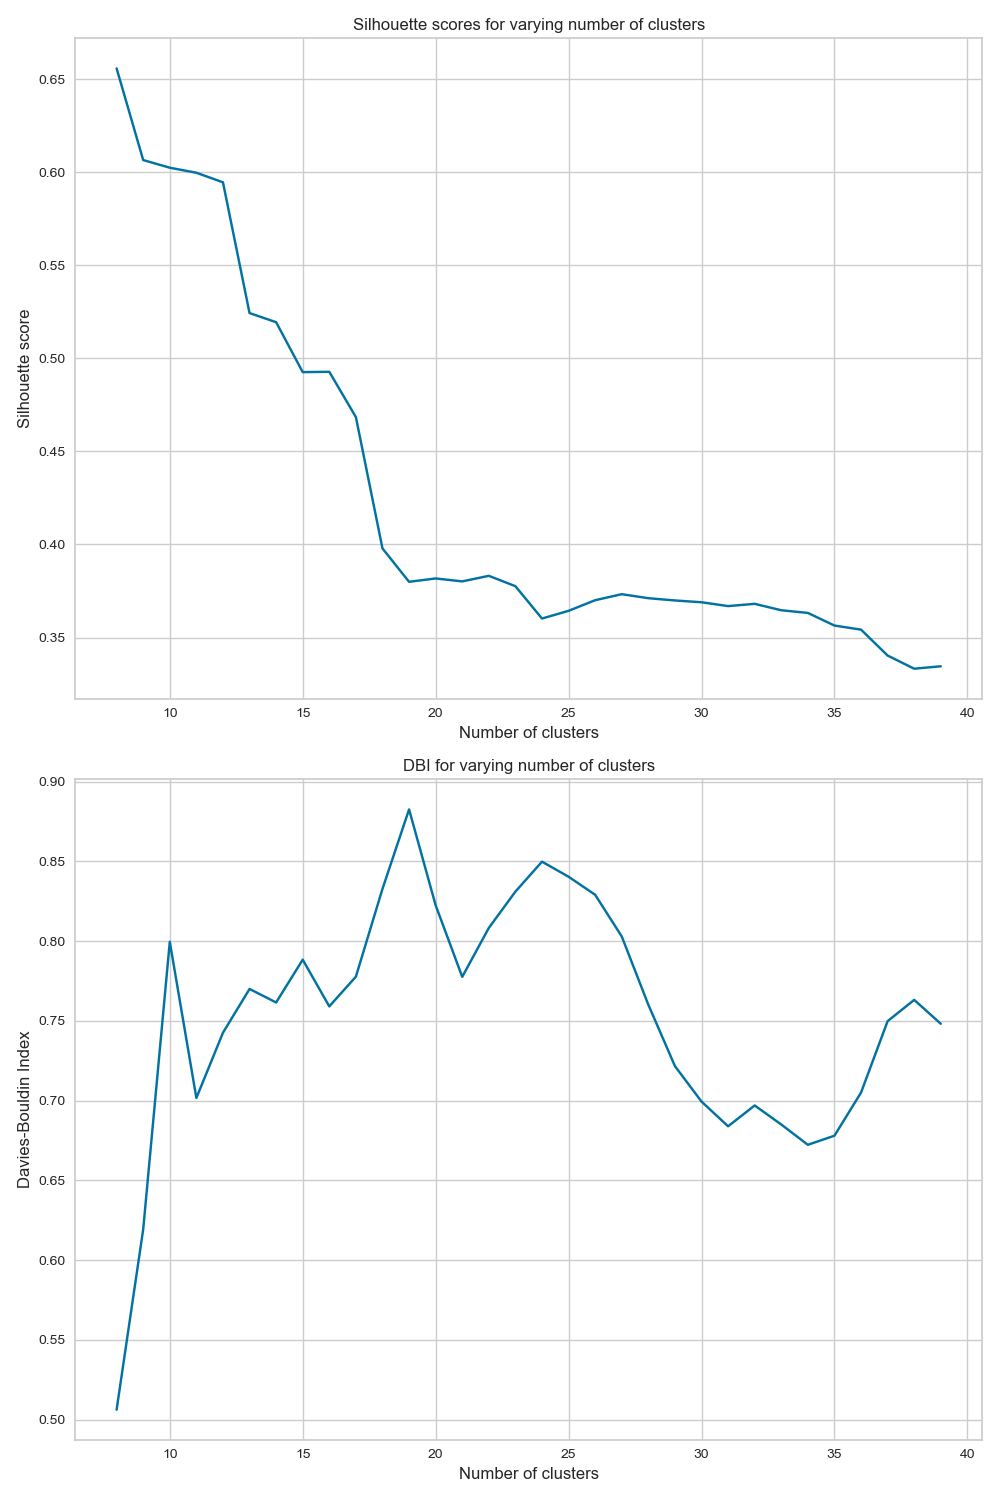 Silhouette scores for varying number of clusters
0.65
0.60
0.55
0.50
0.45
0.40
0.35
Silhouette score
10 15 20 25 30 35 40
Number of clusters
DBI for varying number of clusters
0.90
0.85
0.80
0.75
0.70
0.65
0.60
0.55
0.50
Davies-Bouldin Index
10 15 20 25 30 35 40
Number of clusters